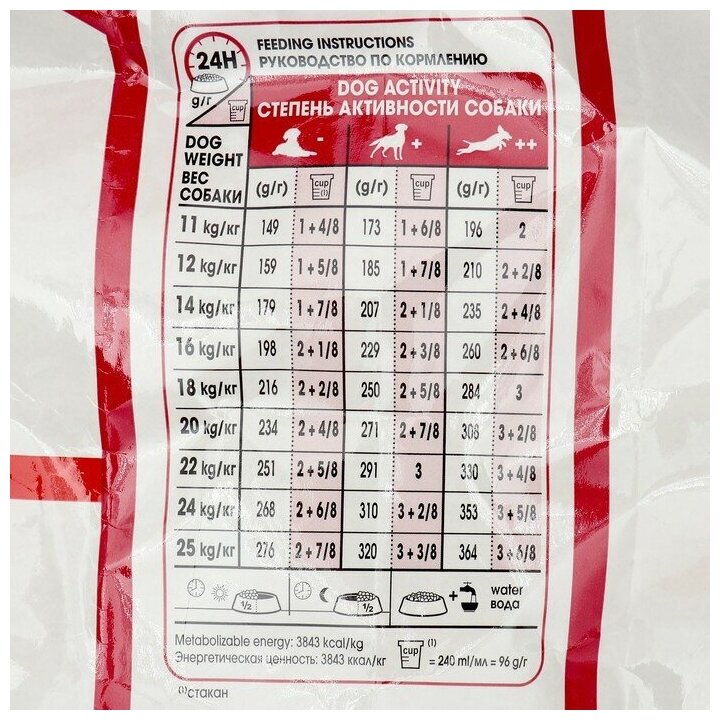 24H
FEEDING INSTRUCTIONS
РУКОВОДСТВО ПО КОРМЛЕНИЮ
g/г
cup
DOG ACTIVITY
СТЕПЕНЬ АКТИВНОСТИ СОБАКИ
DOG
WEIGHT
ВЕС
СОБАКИ
- + ++
(g/г) cup (1) (g/г) cup (g/г) cup
11 kg/кг 149 1+4/8 173 1+6/8 196 2
12 kg/кг 159 1+5/8 185 1+7/8 210 2+2/8
14 kg/кг 179 1+7/8 207 2+1/8 235 2+4/8
16 kg/кг 198 2+1/8 229 2+3/8 260 2+6/8
18 kg/кг 216 2+2/8 250 2+5/8 284 3
20 kg/кг 234 2+4/8 271 2+7/8 308 3+2/8
22 kg/кг 251 2+5/8 291 3 330 3+4/8
24 kg/кг 268 2+6/8 310 3+2/8 353 3+5/8
25 kg/кг 276 2+7/8 320 3+3/8 364 3+6/8
1/2 1/2 + water
вода
Metabolizable energy: 3843 kcal/kg
Энергетическая ценность: 3843 ккал/кг
cup (1) = 240 ml/мл = 96 g/г
(1)стакан